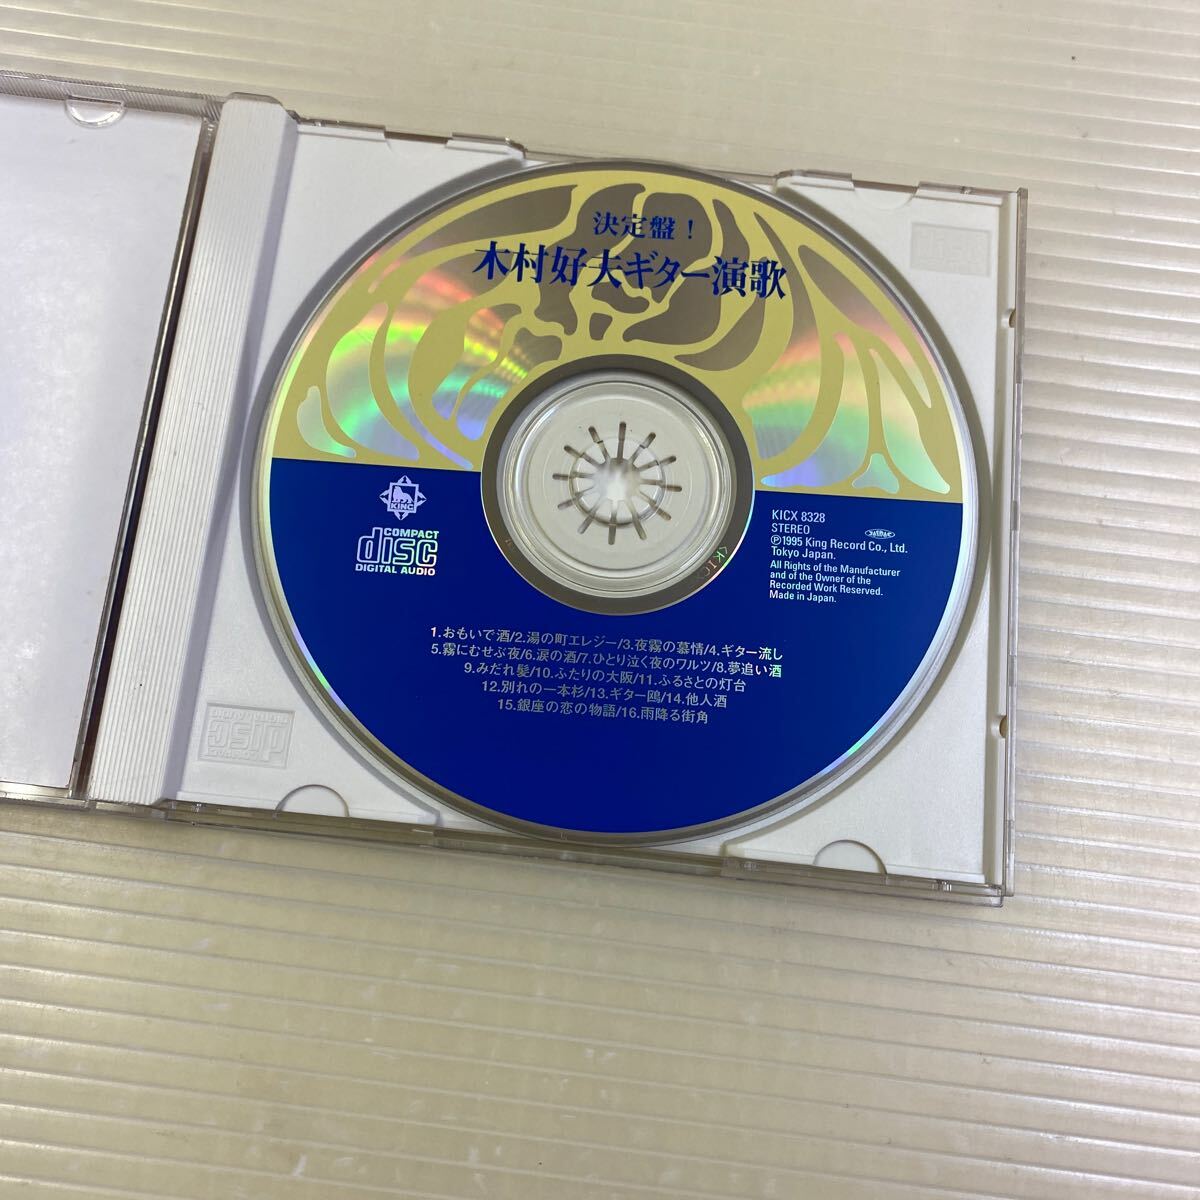 決定盤！
木村好夫ギター演歌
KING
COMPACT
disc
DIGITAL AUDIO
KICX 8328
STEREO
Ⓟ1995 King Record Co., Ltd.
Tokyo Japan.
All Rights of the Manufacturer
and of the Owner of the
Recorded Work Reserved.
Made in Japan.
1.おもいで酒/2.湯の町エレジー/3.夜霧の慕情/4.ギター流し
5.霧にむせぶ夜/6.涙の酒/7.ひとり泣く夜のワルツ/8.夢追い酒
9.みだれ髪/10.ふたりの大阪/11.ふるさとの灯台
12.別れの一本杉/13.ギター鴎/14.他人酒
15.銀座の恋の物語/16.雨降る街角